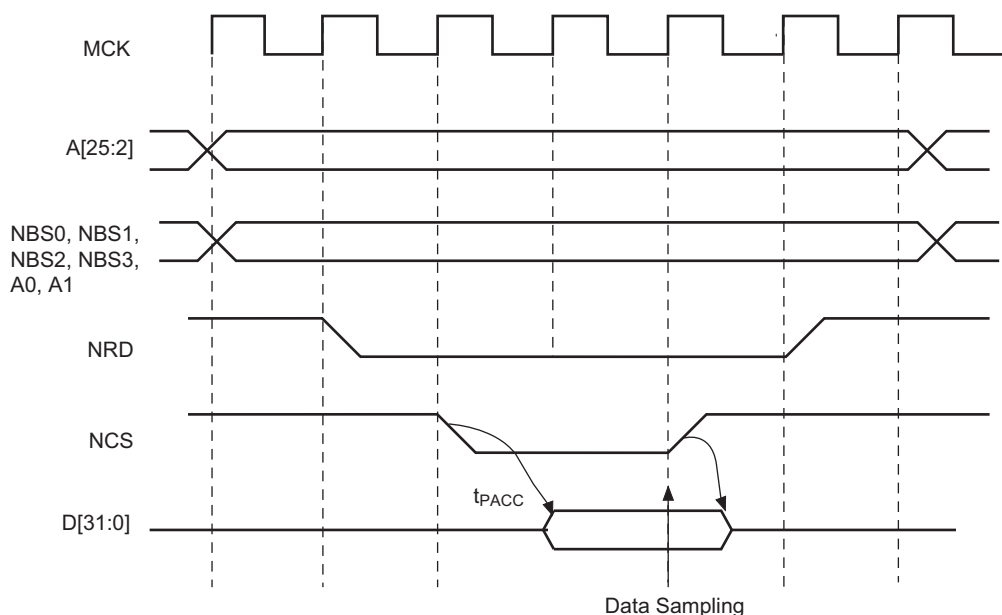 MCK
A[25:2]
NBS0, NBS1,
NBS2, NBS3,
A0, A1
NRD
NCS
tPACC
D[31:0]
Data Sampling